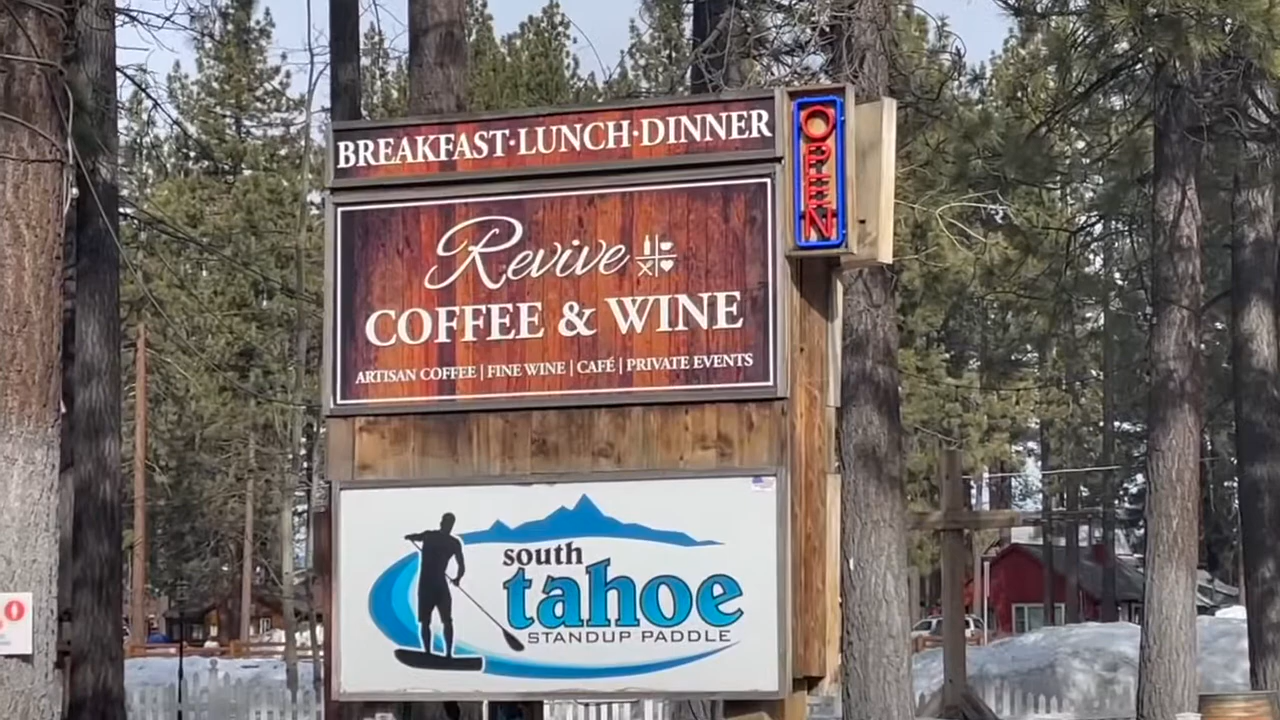 BREAKFAST·LUNCH·DINNER
OPEN
Revive
COFFEE & WINE
ARTISAN COFFEE | FINE WINE | CAFÉ | PRIVATE EVENTS
south
tahoe
STANDUP PADDLE